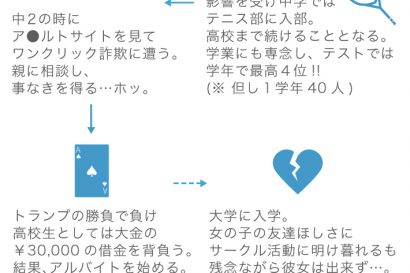 影響を受け中学では
テニス部に入部。
高校まで続けることとなる。
学業にも専念し、テストでは
学年で最高４位 !!
(※ 但し１学年 40 人 )
中２の時に
ア●ルトサイトを見て
ワンクリック詐欺に遭う。
親に相談し、
事なきを得る…ホッ。
A
A
トランプの勝負で負け
高校生としては大金の
￥30,000 の借金を背負う。
結果、アルバイトを始める。
大学に入学。
女の子の友達ほしさに
サークル活動に明け暮れるも
残念ながら彼女は出来ず…。